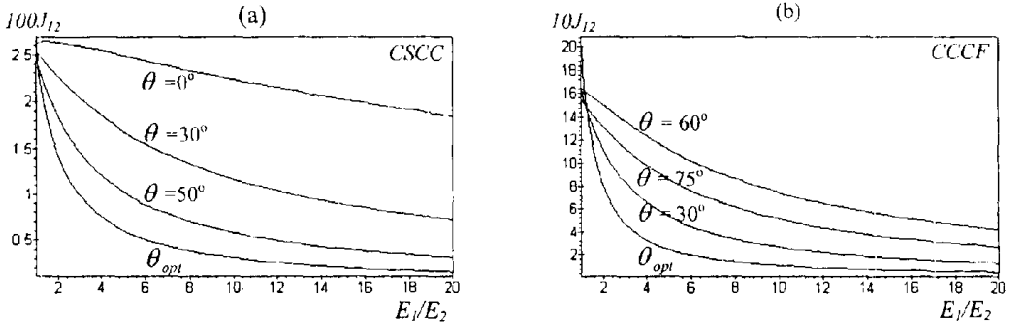 (a)
100J12
CSCC
2.5
2
1.5
1
0.5
θ =0°
θ =30°
θ =50°
θopt
2 4 6 8 10 12 14 16 18 20
E1/E2
(b)
10J12
CCCF
20
18
16
14
12
10
8
6
4
2
θ = 60°
θ = 75°
θ = 30°
θopt
2 4 6 8 10 12 14 16 18 20
E1/E2